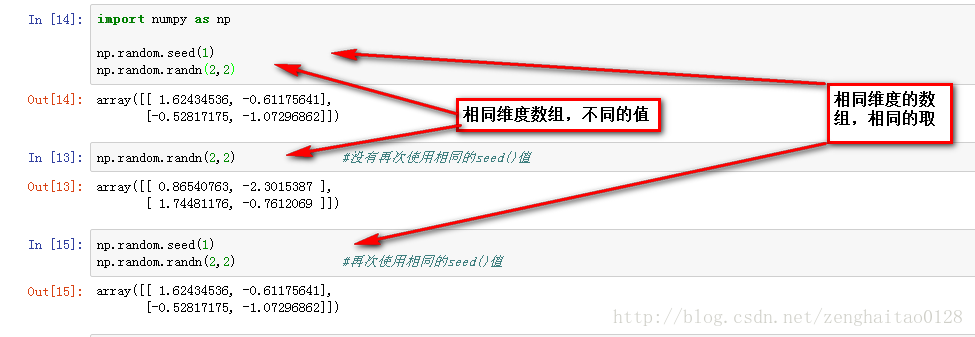 In [14]: import numpy as np
np.random.seed(1)
np.random.randn(2,2)
Out[14]: array([[ 1.62434536, -0.61175641],
[-0.52817175, -1.07296862]])
相同维度数组，不同的值
相同维度的数
组，相同的取
In [13]: np.random.randn(2,2) #没有再次使用相同的seed()值
Out[13]: array([[ 0.86540763, -2.3015387 ],
[ 1.74481176, -0.7612069 ]])
In [15]: np.random.seed(1)
np.random.randn(2,2) #再次使用相同的seed()值
Out[15]: array([[ 1.62434536, -0.61175641],
[-0.52817175, -1.07296862]])
http://blog.csdn.net/zenghaitao0128